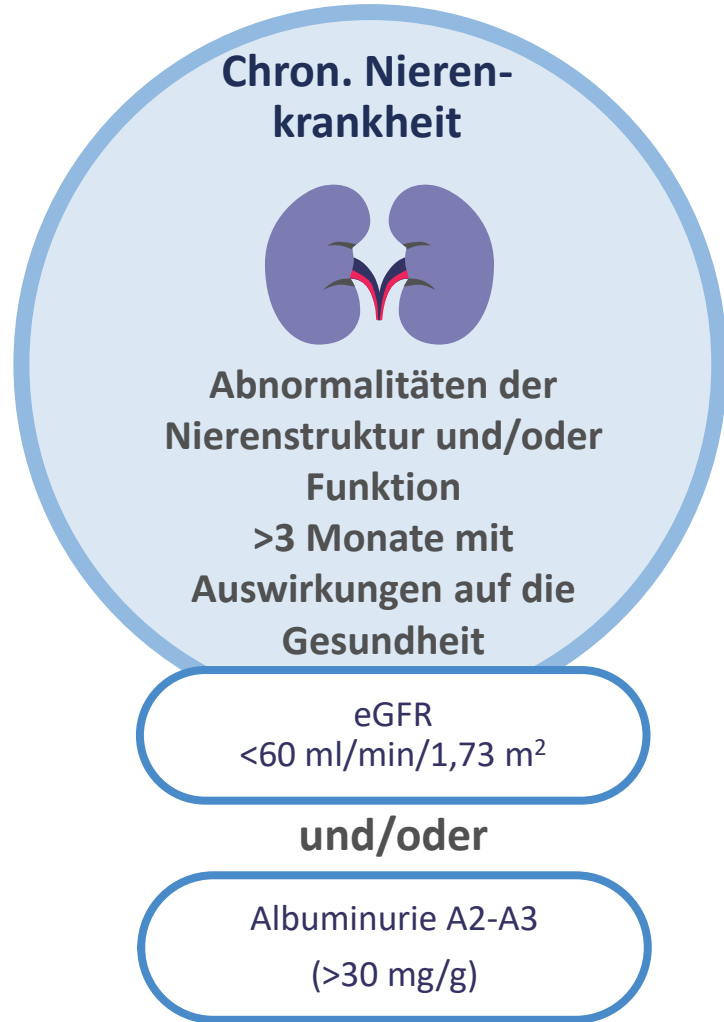 Chron. Nieren-
krankheit
Abnormalitäten der
Nierenstruktur und/oder
Funktion
>3 Monate mit
Auswirkungen auf die
Gesundheit
eGFR
<60 ml/min/1,73 m²
und/oder
Albuminurie A2-A3
(>30 mg/g)